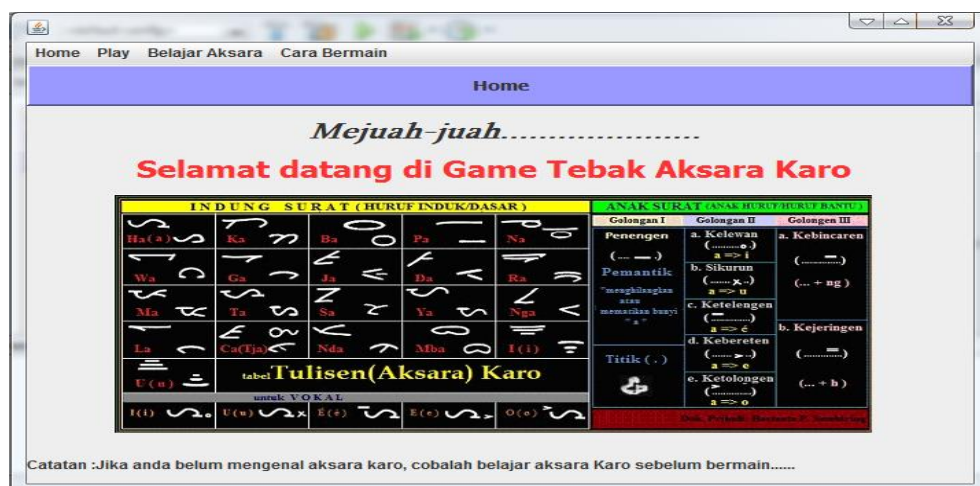 Home Play Belajar Aksara Cara Bermain
Home
Mejuah-juah.....................
Selamat datang di Game Tebak Aksara Karo
INDUNG SURAT ( HURUF INDUK/DASAR )
Ha ( a ) Ka Ba Pa Na
Wa Ga Ja Da Ra
Ma Ta Sa Ya Nga
La Ca(Tja) Nda Mba I ( i )
U ( u )
tabel Tulisen(Aksara) Karo
untuk VOKAL
I(i) U(u) É(é) E(e) O(o)
ANAK SURAT (ANAK HURUF/HURUF BANTU )
Golongan I Golongan II Golongen III
Penengen
(... — .)
Pemantik
"menghilangkan
atau
mematikan bunyi
" a "
Titik ( . )
a. Kelewan
(.........o .)
a => i
b. Sikurun
(...... x ..)
a => u
c. Ketelengen
a => é
d. Kebereten
(...... > ..)
a => e
e. Ketolongen
a => o
a. Kebincaren
(... + ng )
b. Kejeringen
(... + h )
Catatan :Jika anda belum mengenal aksara karo, cobalah belajar aksara Karo sebelum bermain......